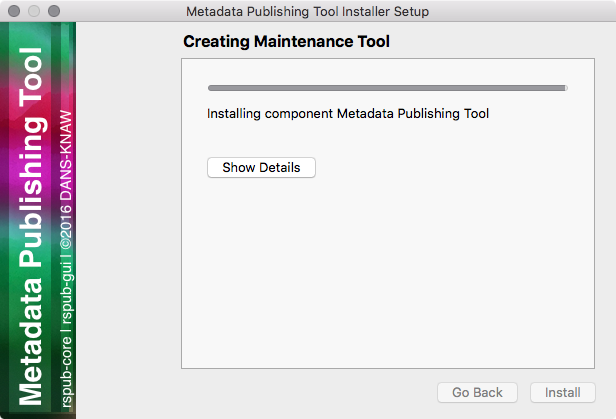 Metadata Publishing Tool Installer Setup
Metadata Publishing Tool
rspub-core | rspub-gui | ©2016 DANS-KNAW
Creating Maintenance Tool
Installing component Metadata Publishing Tool
Show Details
Go Back
Install